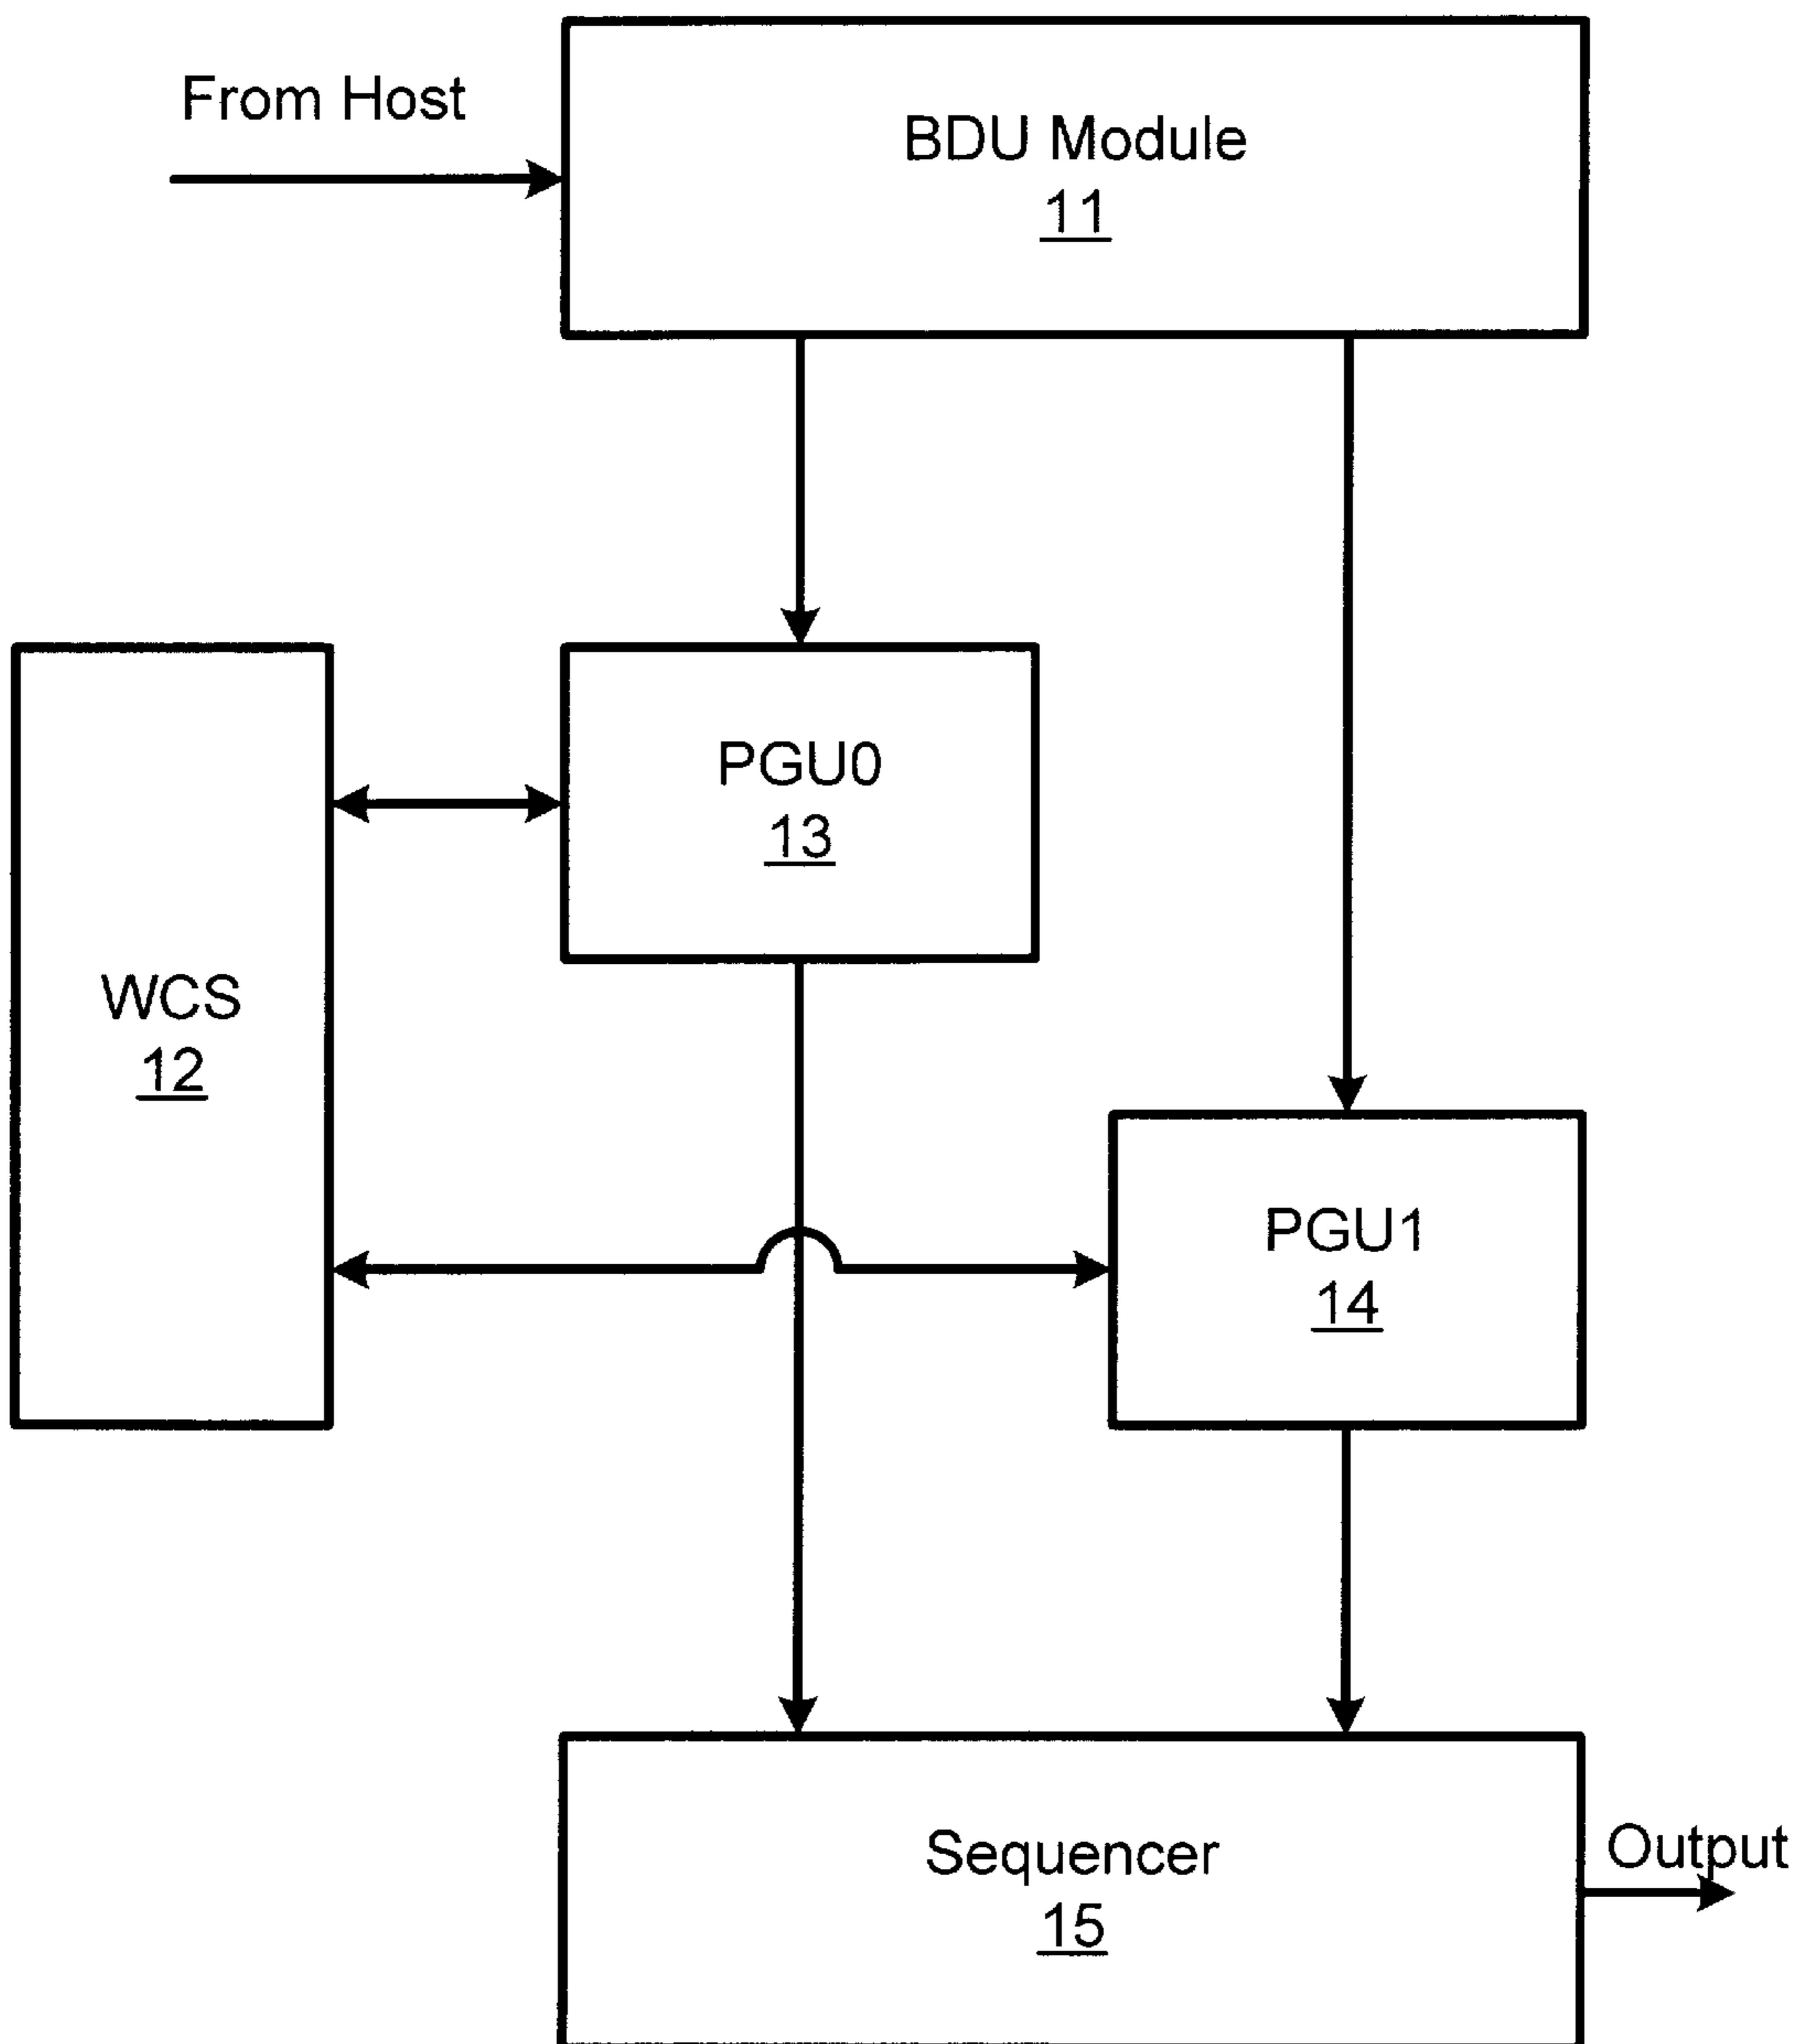 From Host
BDU Module
11
PGU0
13
WCS
12
PGU1
14
Sequencer
15
Output